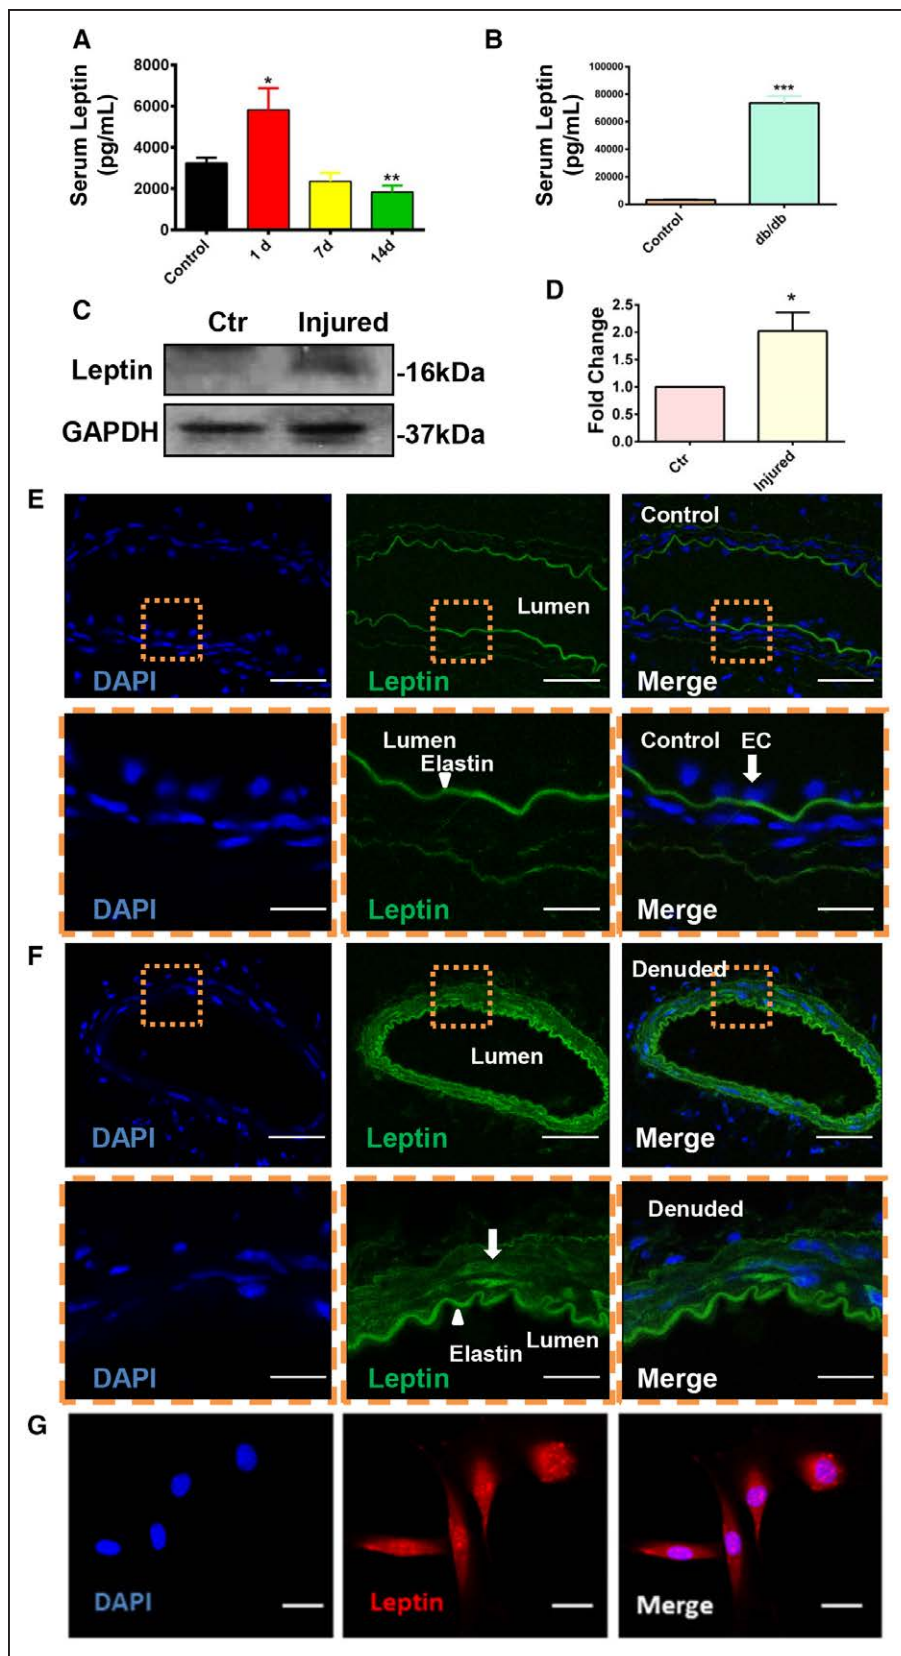 A
Serum Leptin
(pg/mL)
8000
6000
4000
2000
0
*
**
Control
1 d
7d
14d
B
Serum Leptin
(pg/mL)
100000
80000
60000
40000
20000
0
***
Control
db/db
C
Ctr Injured
Leptin -16kDa
GAPDH -37kDa
D
Fold Change
2.5
2.0
1.5
1.0
0.5
0.0
*
Ctr
Injured
E
Control
Lumen
DAPI Leptin Merge
Lumen
Elastin
Control EC
DAPI Leptin Merge
F
Denuded
Lumen
DAPI Leptin Merge
Denuded
Elastin Lumen
DAPI Leptin Merge
G
DAPI Leptin Merge